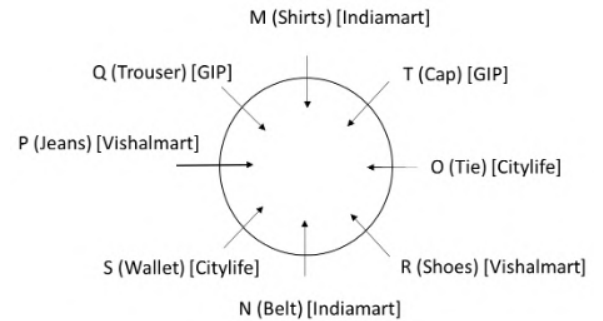 M (Shirts) [Indiamart]
Q (Trouser) [GIP]
T (Cap) [GIP]
P (Jeans) [Vishalmart]
O (Tie) [Citylife]
S (Wallet) [Citylife]
R (Shoes) [Vishalmart]
N (Belt) [Indiamart]